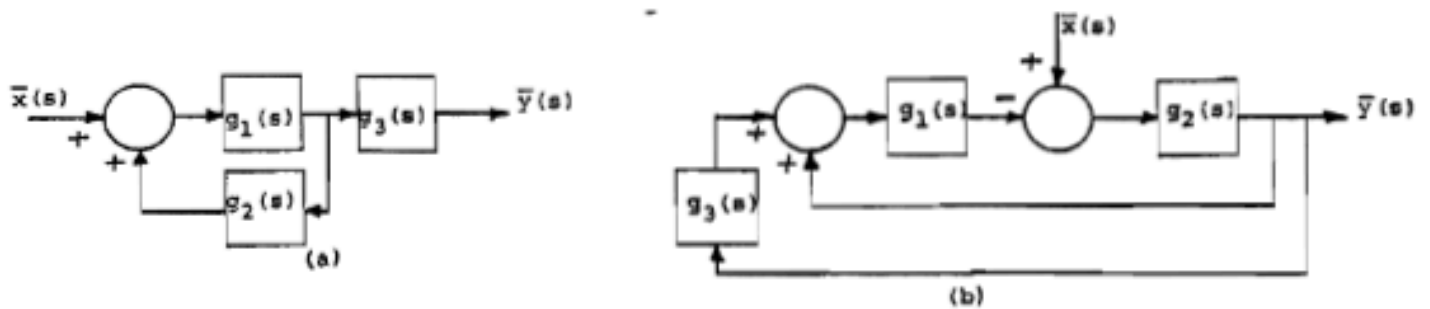 x̄(s)
+
+
g₁(s)
g₃(s)
ȳ(s)
g₂(s)
(a)
x̄(s)
+
+
+
g₁(s)
−
g₂(s)
ȳ(s)
g₃(s)
(b)